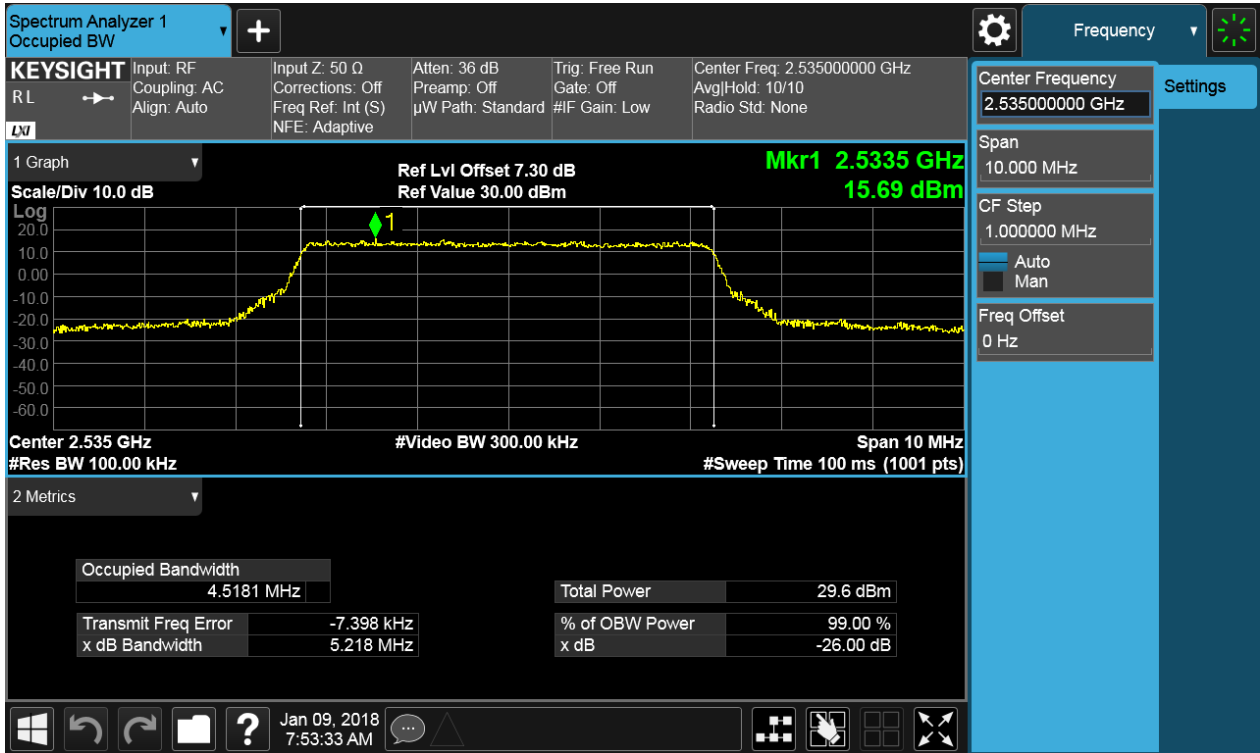 Spectrum Analyzer 1
Occupied BW
+
Frequency
KEYSIGHT
RL
LXI
Input: RF
Coupling: AC
Align: Auto
Input Z: 50 Ω
Corrections: Off
Freq Ref: Int (S)
NFE: Adaptive
Atten: 36 dB
Preamp: Off
µW Path: Standard
Trig: Free Run
Gate: Off
#IF Gain: Low
Center Freq: 2.535000000 GHz
Avg|Hold: 10/10
Radio Std: None
Center Frequency
2.535000000 GHz
Settings
Span
10.000 MHz
CF Step
1.000000 MHz
Auto
Man
Freq Offset
0 Hz
1 Graph
Scale/Div 10.0 dB
Ref Lvl Offset 7.30 dB
Ref Value 30.00 dBm
Mkr1 2.5335 GHz
15.69 dBm
Log
1
20.0
10.0
0.00
-10.0
-20.0
-30.0
-40.0
-50.0
-60.0
Center 2.535 GHz
#Video BW 300.00 kHz
Span 10 MHz
#Res BW 100.00 kHz
#Sweep Time 100 ms (1001 pts)
2 Metrics
Occupied Bandwidth
4.5181 MHz
Total Power 29.6 dBm
Transmit Freq Error -7.398 kHz
% of OBW Power 99.00 %
x dB Bandwidth 5.218 MHz
x dB -26.00 dB
?
Jan 09, 2018
7:53:33 AM